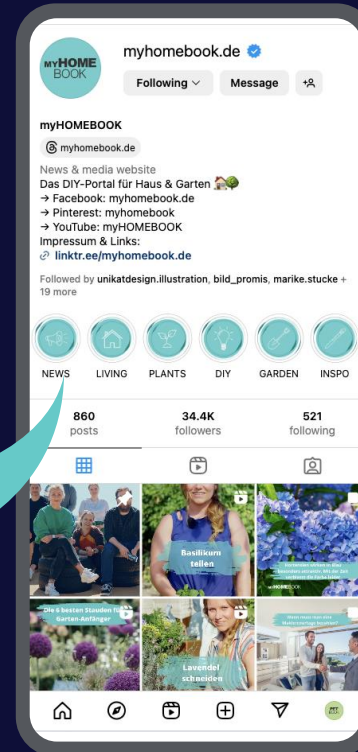 MYHOME
BOOK
myhomebook.de
Following
Message
myHOMEBOOK
myhomebook.de
News & media website
Das DIY-Portal für Haus & Garten 🏡🌳
→ Facebook: myhomebook.de
→ Pinterest: myhomebook
→ YouTube: myHOMEBOOK
Impressum & Links:
linktr.ee/myhomebook.de
Followed by unikatdesign.illustration, bild_promis, marike.stucke +
19 more
NEWS LIVING PLANTS DIY GARDEN INSPO
860 34.4K 521
posts followers following
Basilikum
teilen
myHOMEBOOK
Die 6 besten Stauden für
Garten-Anfänger
Lavendel
schneiden